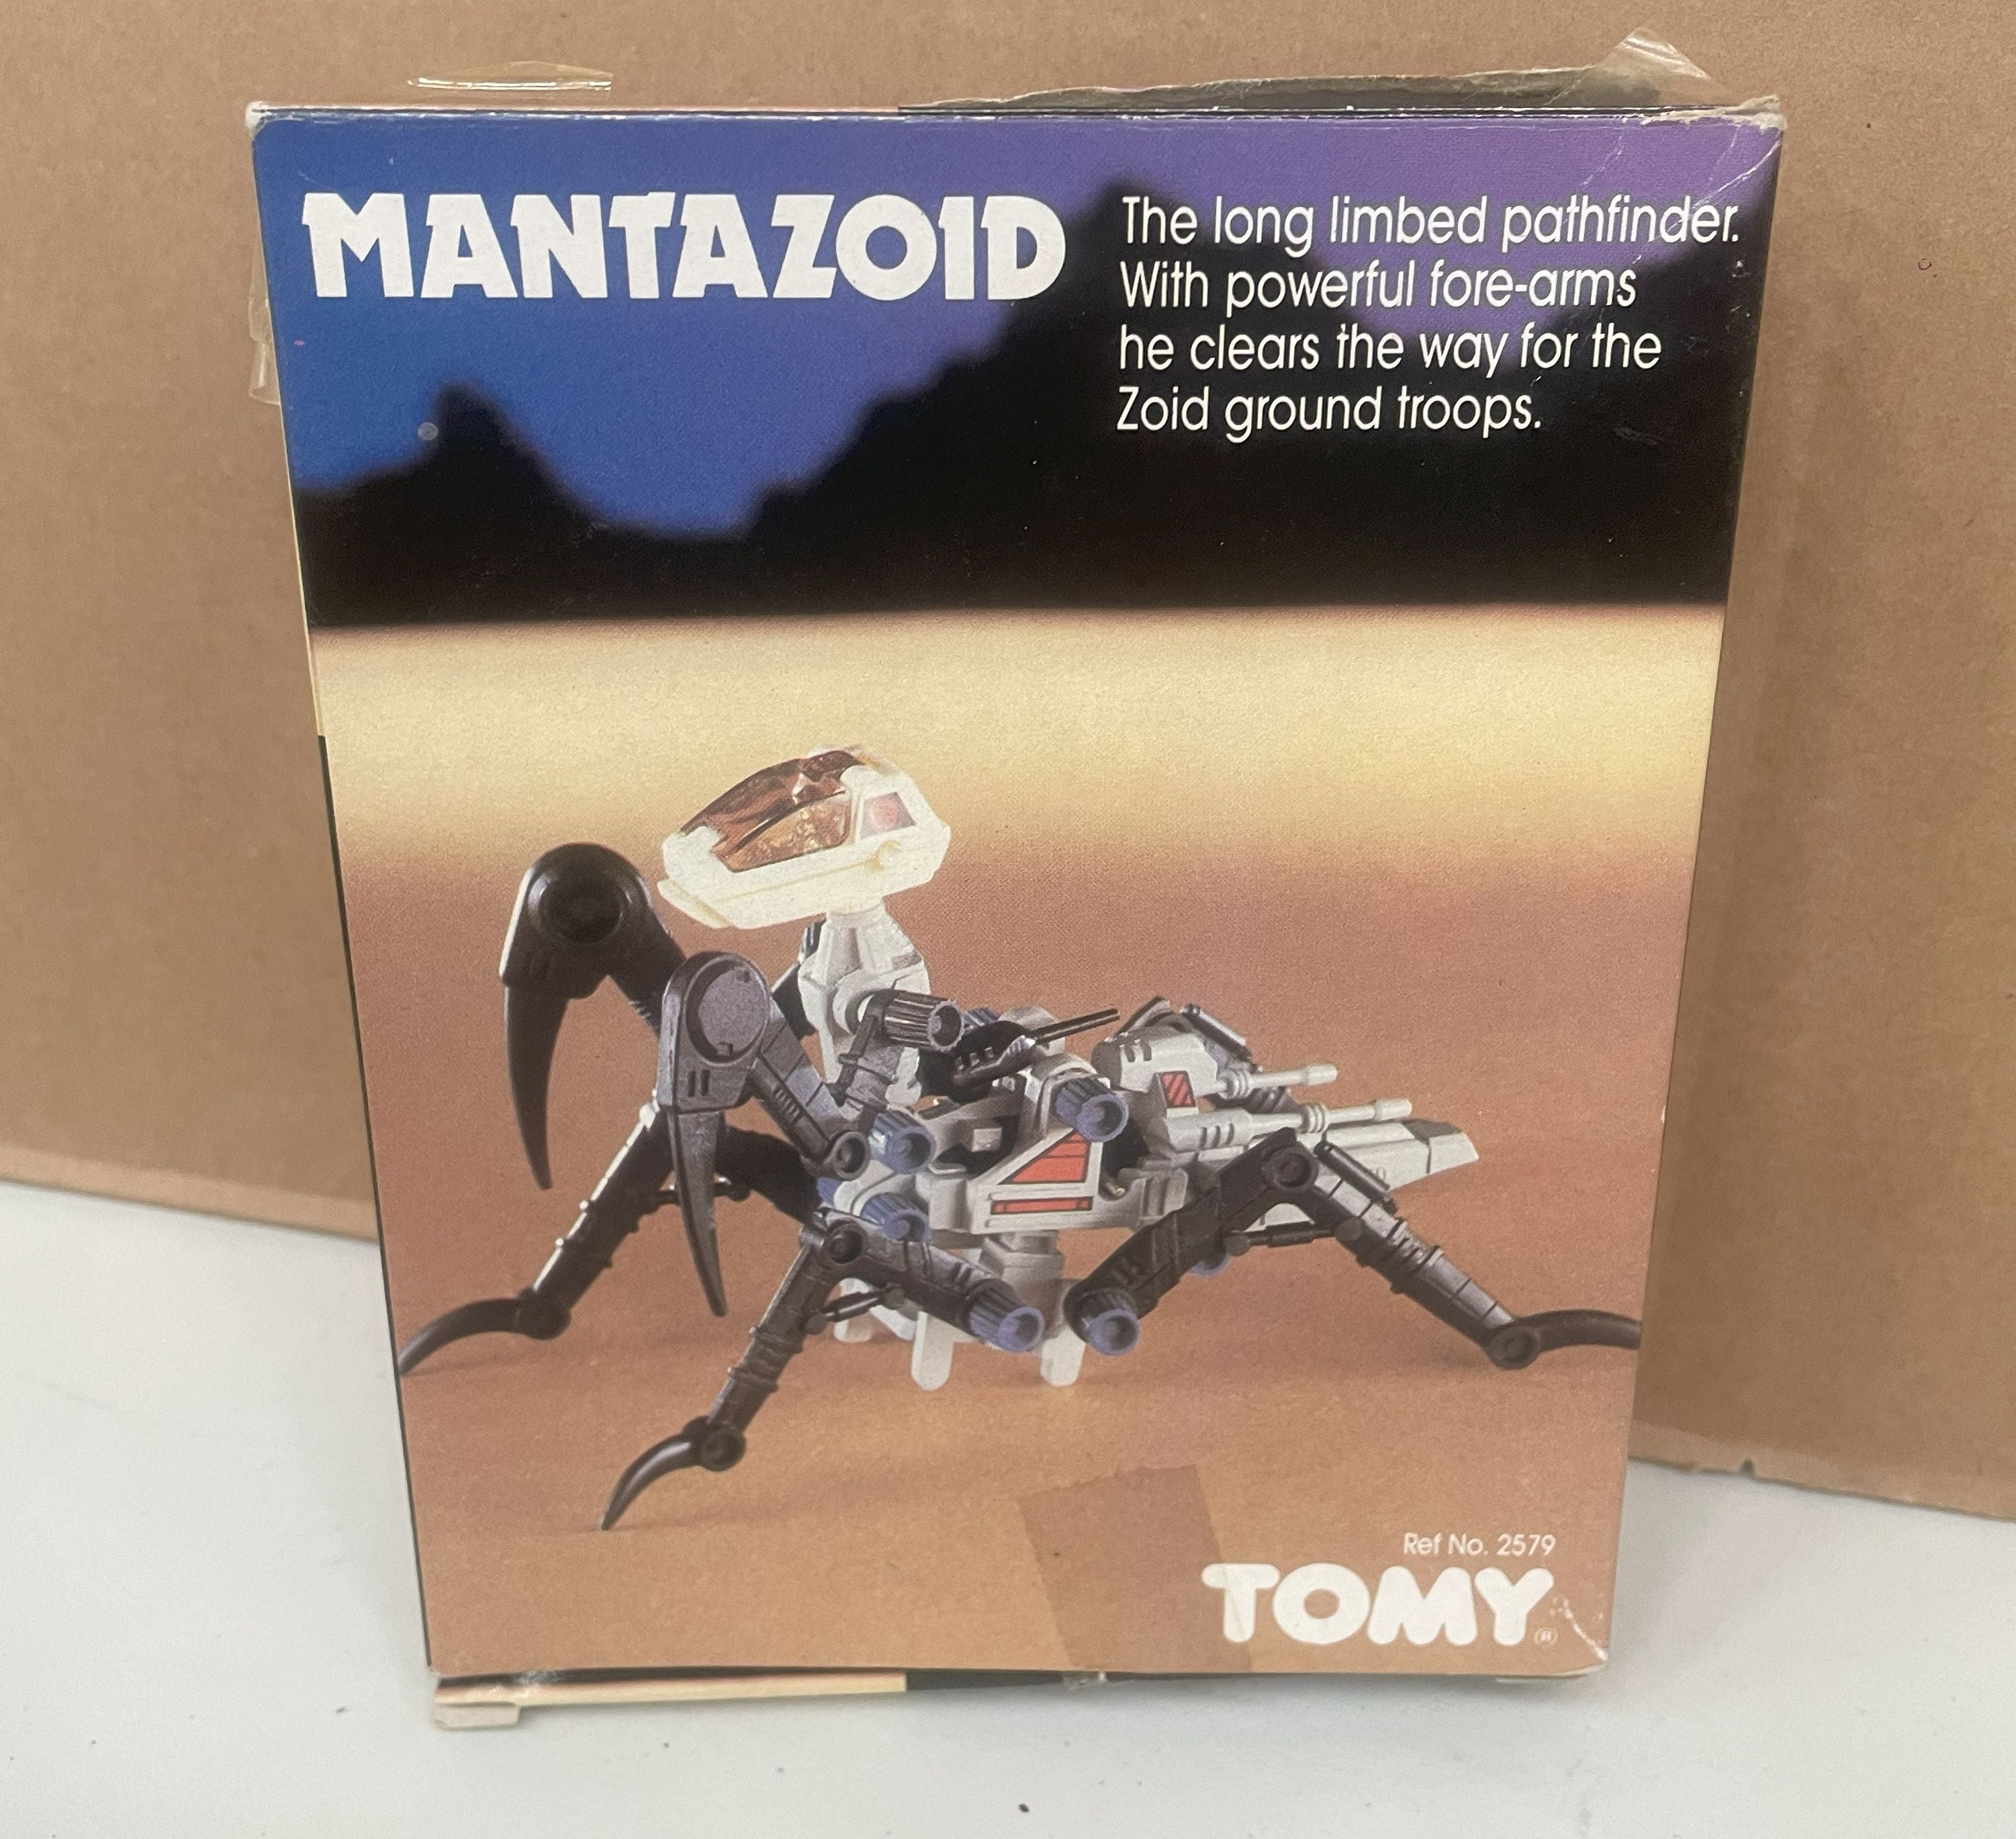 MANTAZOID
The long limbed pathfinder.
With powerful fore-arms
he clears the way for the
Zoid ground troops.
Ref No. 2579
TOMY®